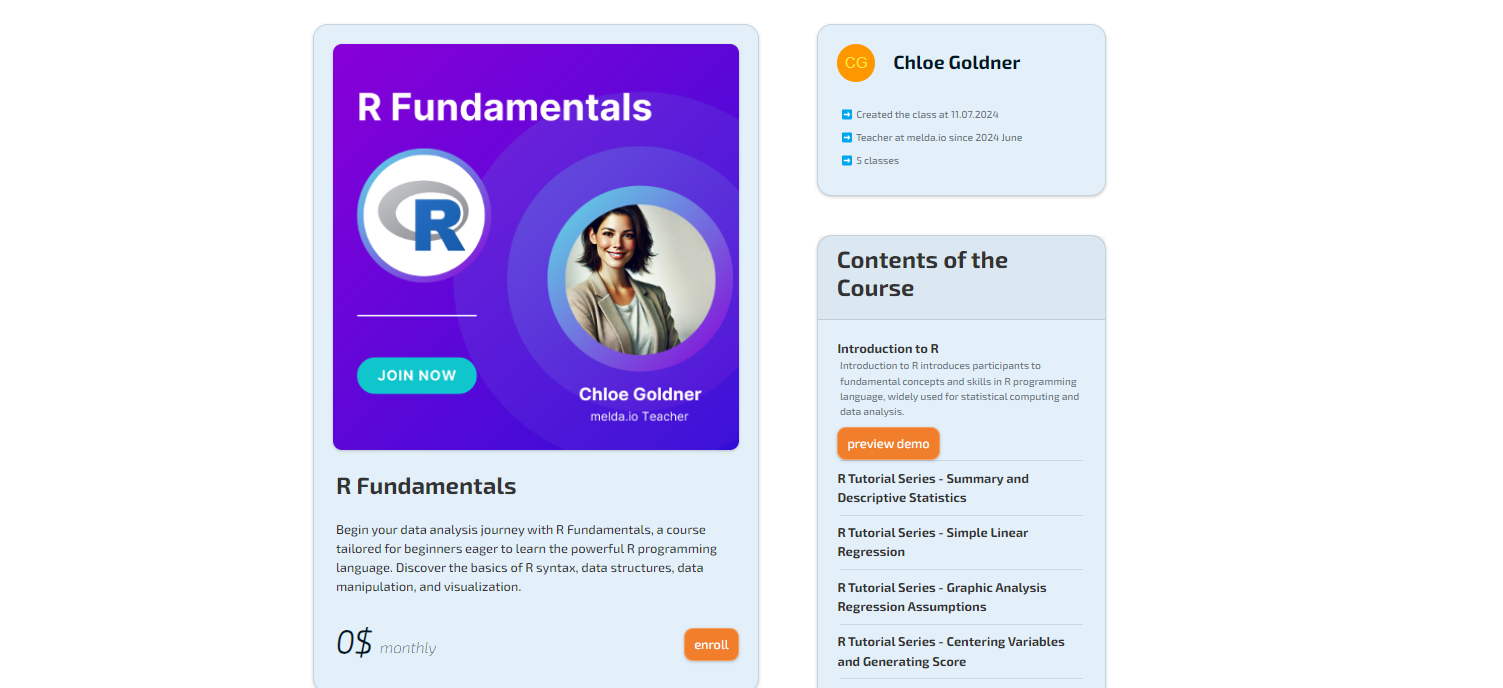 R Fundamentals
R
JOIN NOW
Chloe Goldner
melda.io Teacher
R Fundamentals
Begin your data analysis journey with R Fundamentals, a course
tailored for beginners eager to learn the powerful R programming
language. Discover the basics of R syntax, data structures, data
manipulation, and visualization.
0$ monthly
enroll
CG
Chloe Goldner
Created the class at 11.07.2024
Teacher at melda.io since 2024 June
5 classes
Contents of the
Course
Introduction to R
Introduction to R introduces participants to
fundamental concepts and skills in R programming
language, widely used for statistical computing and
data analysis.
preview demo
R Tutorial Series - Summary and
Descriptive Statistics
R Tutorial Series - Simple Linear
Regression
R Tutorial Series - Graphic Analysis
Regression Assumptions
R Tutorial Series - Centering Variables
and Generating Score